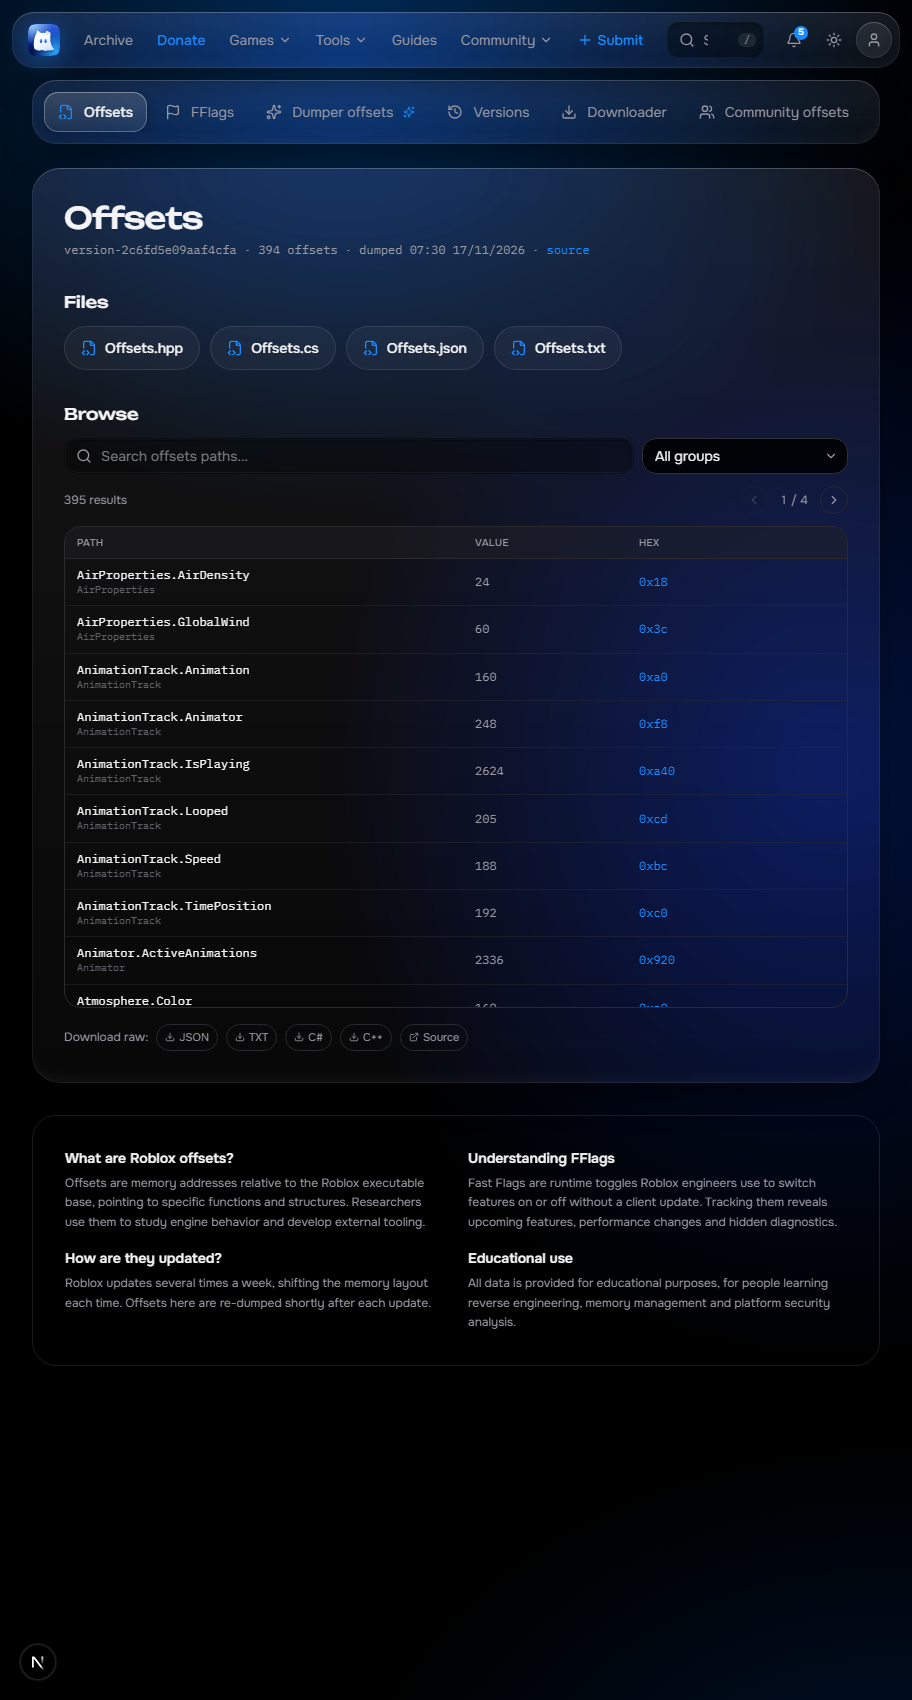 Archive Donate Games Tools Guides Community + Submit / 5
Offsets FFlags Dumper offsets Versions Downloader Community offsets
Offsets
version-2c6fd5e09aaf4cfa · 394 offsets · dumped 07:30 17/11/2026 · source
Files
Offsets.hpp Offsets.cs Offsets.json Offsets.txt
Browse
Search offsets paths... All groups
395 results 1 / 4
PATH VALUE HEX
AirProperties.AirDensity 24 0x18
AirProperties
AirProperties.GlobalWind 60 0x3c
AirProperties
AnimationTrack.Animation 160 0xa0
AnimationTrack
AnimationTrack.Animator 248 0xf8
AnimationTrack
AnimationTrack.IsPlaying 2624 0xa40
AnimationTrack
AnimationTrack.Looped 205 0xcd
AnimationTrack
AnimationTrack.Speed 188 0xbc
AnimationTrack
AnimationTrack.TimePosition 192 0xc0
AnimationTrack
Animator.ActiveAnimations 2336 0x920
Animator
Atmosphere.Color
Download raw: JSON TXT C# C++ Source
What are Roblox offsets?
Offsets are memory addresses relative to the Roblox executable
base, pointing to specific functions and structures. Researchers
use them to study engine behavior and develop external tooling.
Understanding FFlags
Fast Flags are runtime toggles Roblox engineers use to switch
features on or off without a client update. Tracking them reveals
upcoming features, performance changes and hidden diagnostics.
How are they updated?
Roblox updates several times a week, shifting the memory layout
each time. Offsets here are re-dumped shortly after each update.
Educational use
All data is provided for educational purposes, for people learning
reverse engineering, memory management and platform security
analysis.
N